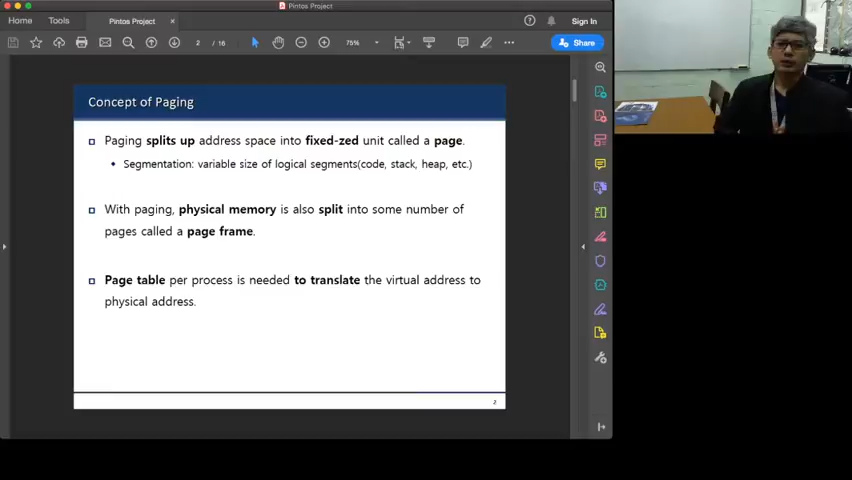 Pintos Project
Home Tools Pintos Project × Sign In
2 / 16 75% Share
Concept of Paging
Paging splits up address space into fixed-zed unit called a page.
Segmentation: variable size of logical segments(code, stack, heap, etc.)
With paging, physical memory is also split into some number of
pages called a page frame.
Page table per process is needed to translate the virtual address to
physical address.
2